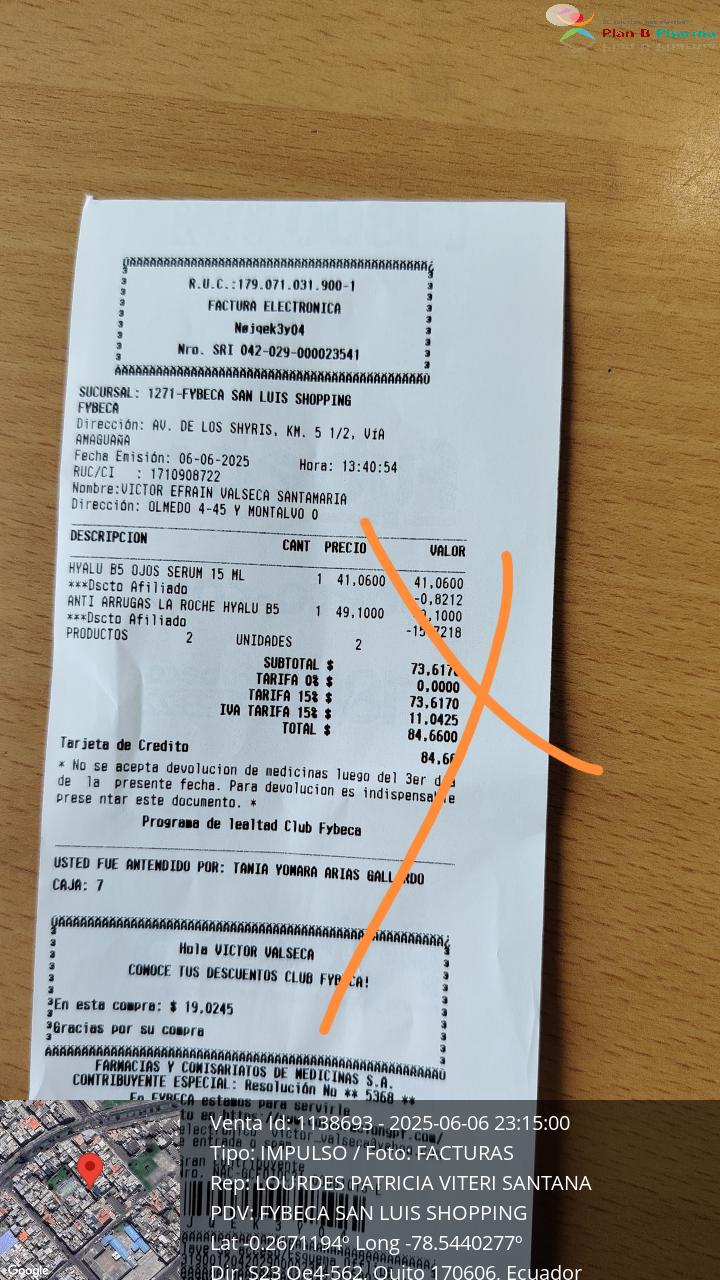 Plan-B Pharma
R.U.C.:179.071.031.900-1
FACTURA ELECTRONICA
Nøjqek3y04
Nro. SRI 042-029-000023541
SUCURSAL: 1271-FYBECA SAN LUIS SHOPPING
FYBECA
Dirección: AV. DE LOS SHYRIS, KM. 5 1/2, VíA
AMAGUAñA
Fecha Emisión: 06-06-2025 Hora: 13:40:54
RUC/CI : 1710908722
Nombre:VICTOR EFRAIN VALSECA SANTAMARIA
Dirección: OLMEDO 4-45 Y MONTALVO O
DESCRIPCION CANT PRECIO VALOR
HYALU B5 OJOS SERUM 15 ML 1 41,0600 41,0600
***Dscto Afiliado -0,8212
ANTI ARRUGAS LA ROCHE HYALU B5 1 49,1000
***Dscto Afiliado
PRODUCTOS 2 UNIDADES 2
SUBTOTAL $
TARIFA 0% $ 0.0000
TARIFA 15% $ 73,6170
IVA TARIFA 15% $ 11.0425
TOTAL $ 84,6600
Tarjeta de Credito
* No se acepta devolucion de medicinas luego del 3er
de la presente fecha. Para devolucion es indispensable
prese ntar este documento. *
Programa de lealtad Club Fybeca
USTED FUE ANTENDIDO POR: TANIA YOMARA ARIAS GALLARDO
CAJA: 7
Hola VICTOR VALSECA
CONOCE TUS DESCUENTOS CLUB FYBECA!
En esta compra: $ 19,0245
Gracias por su compra
FARMACIAS Y COMISARIATOS DE MEDICINAS S.A.
CONTRIBUYENTE ESPECIAL: Resolución No ** 5368 **
En FYBECA estamos para servirle
Venta Id: 1138693 - 2025-06-06 23:15:00
Tipo: IMPULSO / Foto: FACTURAS
Rep: LOURDES PATRICIA VITERI SANTANA
PDV: FYBECA SAN LUIS SHOPPING
Lat -0.2671194º Long -78.5440277º
Dir. S23 Oe4-562, Quito 170606, Ecuador
Google